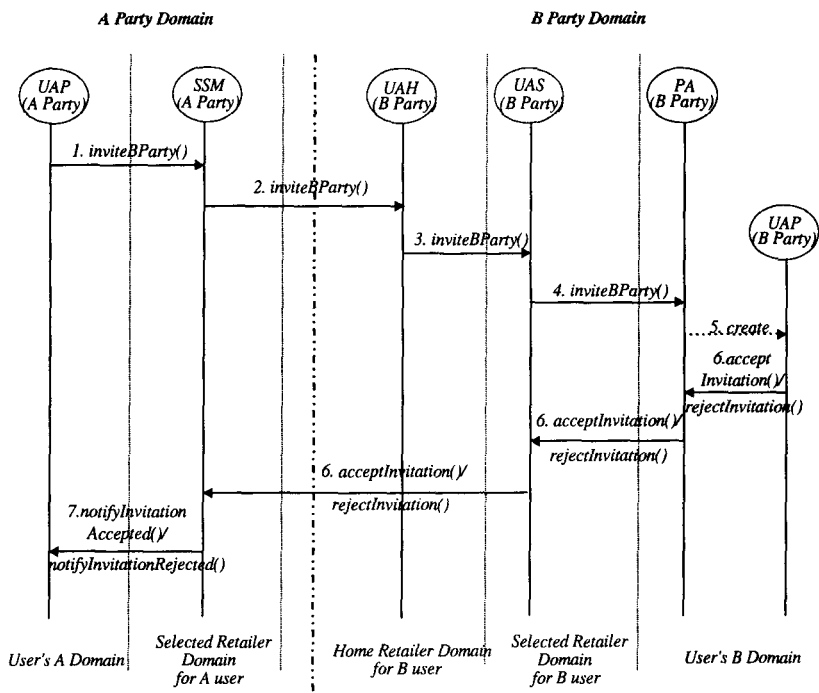 A Party Domain
B Party Domain
UAP
(A Party)
SSM
(A Party)
UAH
(B Party)
UAS
(B Party)
PA
(B Party)
1. inviteBParty()
2. inviteBParty()
UAP
(B Party)
3. inviteBParty()
4. inviteBParty()
5. create
6.accept
Invitation()/
rejectInvitation()
6. acceptInvitation()/
rejectInvitation()
6. acceptInvitation()/
rejectInvitation()
7.notifyInvitation
Accepted()/
notifyInvitationRejected()
User's A Domain
Selected Retailer
Domain
for A user
Home Retailer Domain
for B user
Selected Retailer
Domain
for B user
User's B Domain